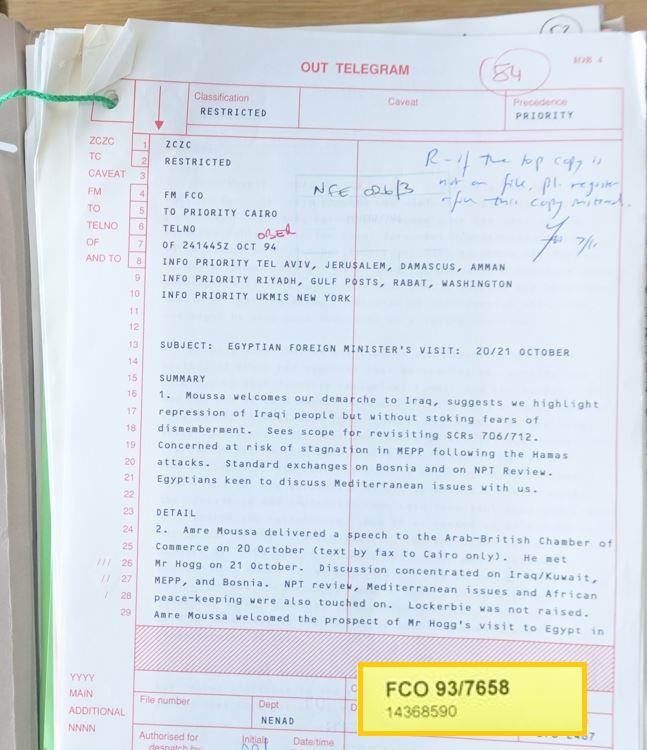 OUT TELEGRAM
84
Classification
RESTRICTED
Caveat
Precedence
PRIORITY
ZCZC 1 ZCZC
TC 2 RESTRICTED
CAVEAT 3
FM 4 FM FCO
TO 5 TO PRIORITY CAIRO
TELNO 6 TELNO
OF 7 OF 241445Z OCT 94
AND TO 8 INFO PRIORITY TEL AVIV, JERUSALEM, DAMASCUS, AMMAN
9 INFO PRIORITY RIYADH, GULF POSTS, RABAT, WASHINGTON
10 INFO PRIORITY UKMIS NEW YORK
NFE 026/3
R - if the top copy is
not on file, pl. register
this copy instead.
11
12
13 SUBJECT: EGYPTIAN FOREIGN MINISTER'S VISIT: 20/21 OCTOBER
14
15 SUMMARY
16 1. Moussa welcomes our demarche to Iraq, suggests we highlight
17 repression of Iraqi people but without stoking fears of
18 dismemberment. Sees scope for revisiting SCRs 706/712.
19 Concerned at risk of stagnation in MEPP following the Hamas
20 attacks. Standard exchanges on Bosnia and on NPT Review.
21 Egyptians keen to discuss Mediterranean issues with us.
22
23 DETAIL
24 2. Amre Moussa delivered a speech to the Arab-British Chamber of
25 Commerce on 20 October (text by fax to Cairo only). He met
/// 26 Mr Hogg on 21 October. Discussion concentrated on Iraq/Kuwait,
// 27 MEPP, and Bosnia. NPT review, Mediterranean issues and African
/ 28 peace-keeping were also touched on. Lockerbie was not raised.
29 Amre Moussa welcomed the prospect of Mr Hogg's visit to Egypt in
YYYY
MAIN
ADDITIONAL
NNNN
File number
Dept
NENAD
Authorised for
despatch by
Initials
Date/time
FCO 93/7658
14368590